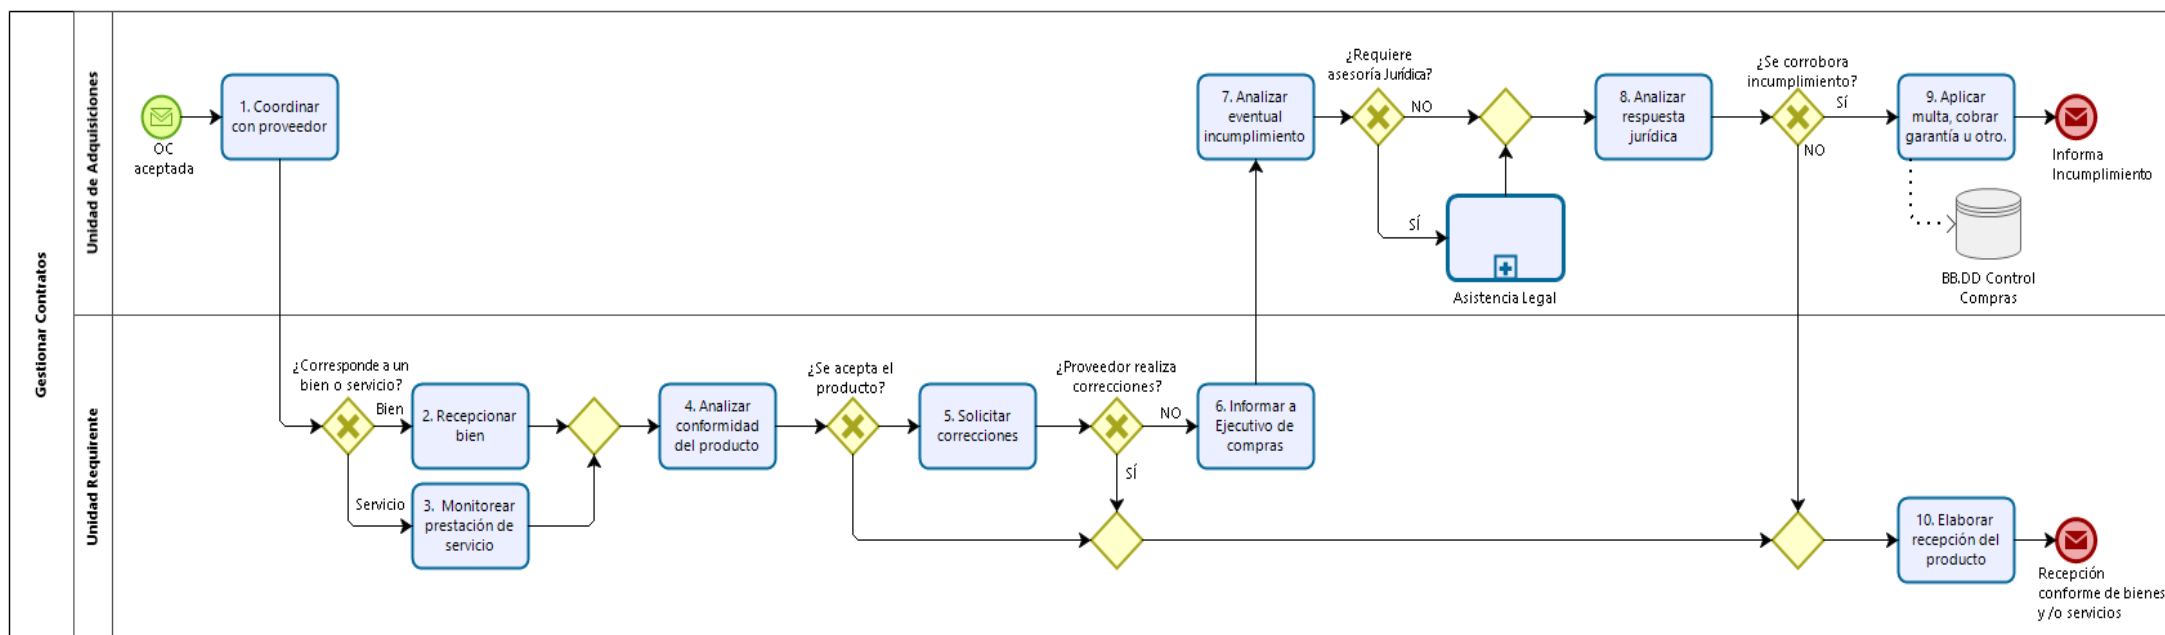 Gestionar Contratos
Unidad de Adquisiciones
OC
aceptada
1. Coordinar
con proveedor
7. Analizar
eventual
incumplimiento
¿Requiere
asesoría Jurídica?
NO
SÍ
Asistencia Legal
8. Analizar
respuesta
jurídica
¿Se corrobora
incumplimiento?
SÍ
NO
9. Aplicar
multa, cobrar
garantía u otro.
Informa
Incumplimiento
BB.DD Control
Compras
Unidad Requirente
¿Corresponde a un
bien o servicio?
Bien
Servicio
2. Recepcionar
bien
3. Monitorear
prestación de
servicio
4. Analizar
conformidad
del producto
¿Se acepta el
producto?
5. Solicitar
correcciones
¿Proveedor realiza
correcciones?
NO
SÍ
6. Informar a
Ejecutivo de
compras
10. Elaborar
recepción del
producto
Recepción
conforme de bienes
y /o servicios